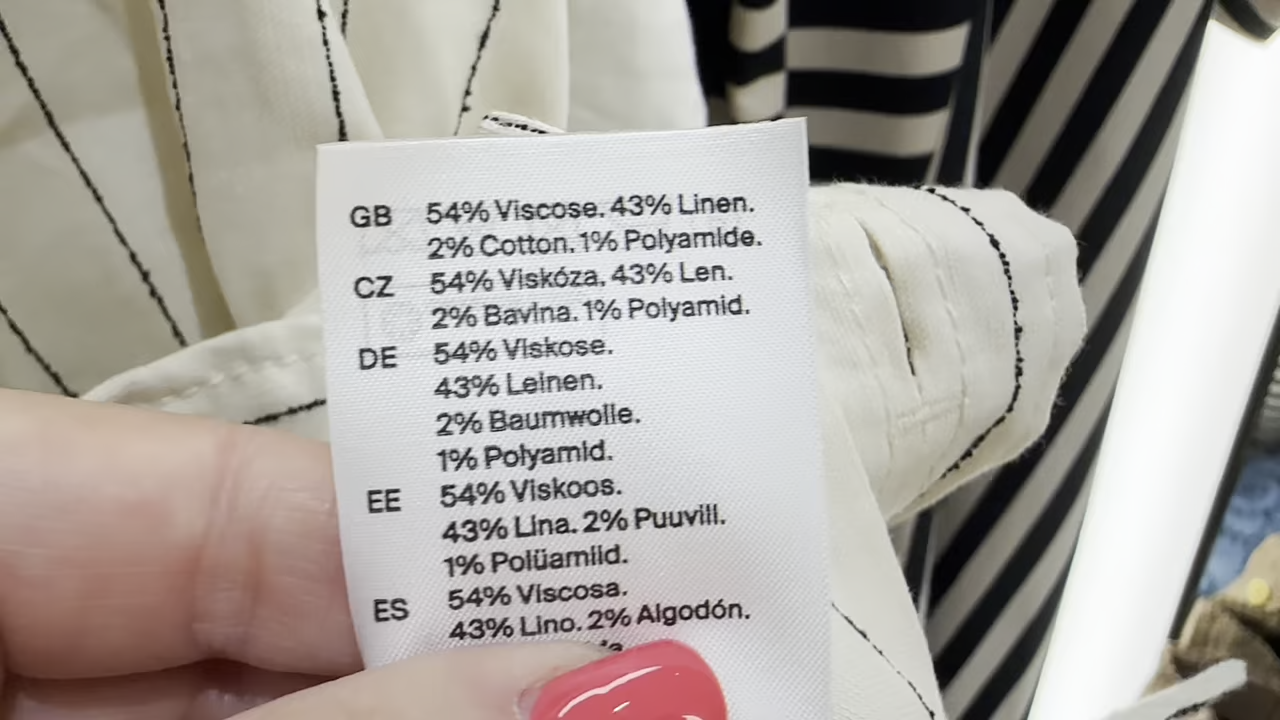 GB 54% Viscose. 43% Linen.
2% Cotton. 1% Polyamide.
CZ 54% Viskóza. 43% Len.
2% Bavlna. 1% Polyamid.
DE 54% Viskose.
43% Leinen.
2% Baumwolle.
1% Polyamid.
EE 54% Viskoos.
43% Lina. 2% Puuvill.
1% Polüamiid.
ES 54% Viscosa.
43% Lino. 2% Algodón.